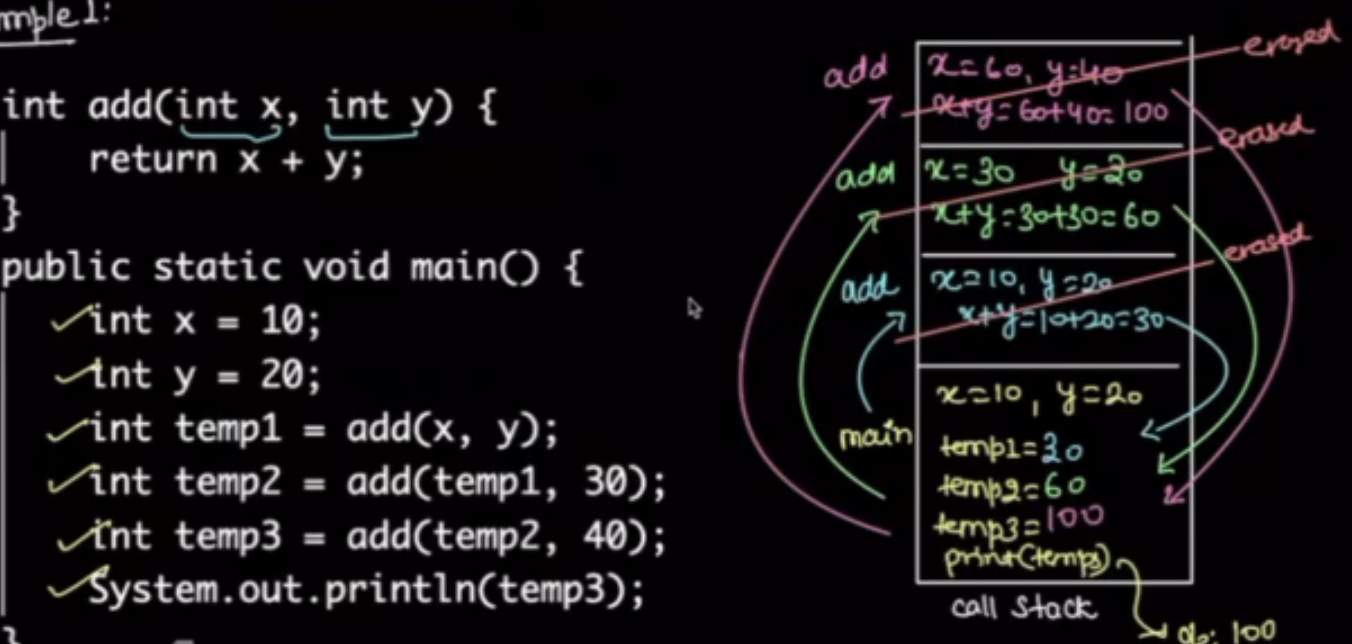 mple1:
int add(int x, int y) {
return x + y;
}
public static void main() {
int x = 10;
int y = 20;
int temp1 = add(x, y);
int temp2 = add(temp1, 30);
int temp3 = add(temp2, 40);
System.out.println(temp3);
}
erased
add
x=60, y=40
x+y=60+40=100
erased
add
x=30 y=20
x+y=30+30=60
erased
add
x=10, y=20
x+y=10+20=30
main
x=10, y=20
temp1=30
temp2=60
temp3=100
print(temp3)
call stack
100